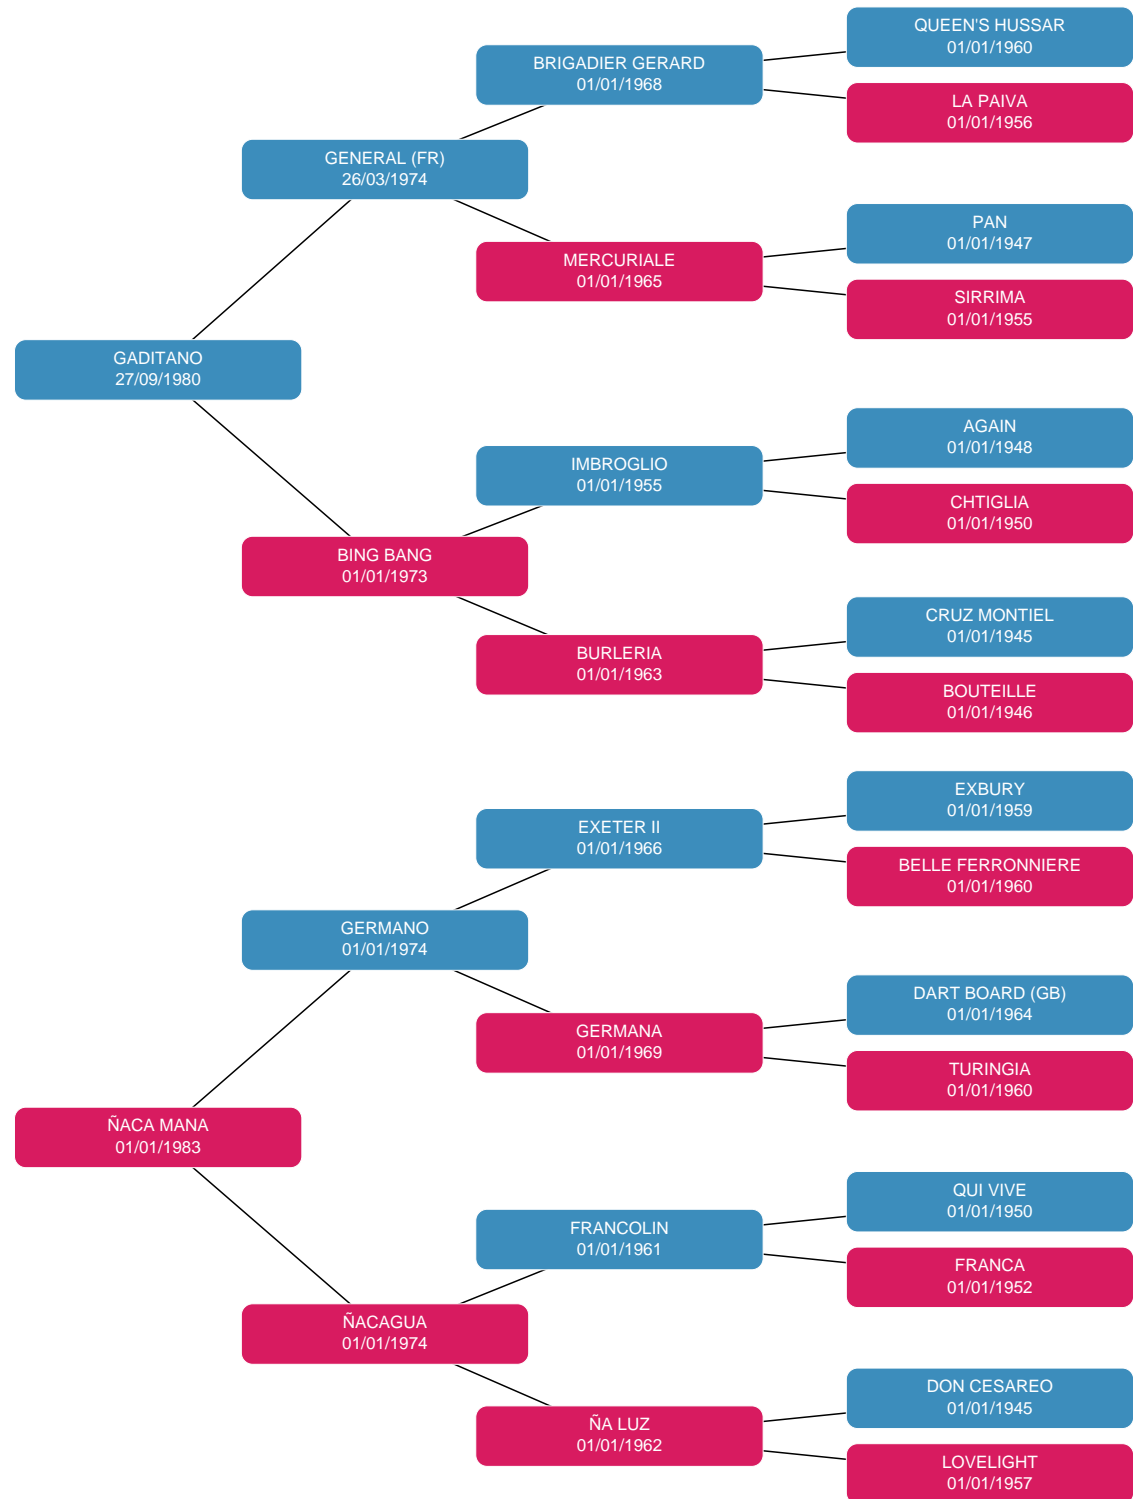 QUEEN'S HUSSAR
01/01/1960
BRIGADIER GERARD
01/01/1968
LA PAIVA
01/01/1956
GENERAL (FR)
26/03/1974
PAN
01/01/1947
MERCURIALE
01/01/1965
SIRRIMA
01/01/1955
GADITANO
27/09/1980
AGAIN
01/01/1948
IMBROGLIO
01/01/1955
CHTIGLIA
01/01/1950
BING BANG
01/01/1973
CRUZ MONTIEL
01/01/1945
BURLERIA
01/01/1963
BOUTEILLE
01/01/1946
EXBURY
01/01/1959
EXETER II
01/01/1966
BELLE FERRONNIERE
01/01/1960
GERMANO
01/01/1974
DART BOARD (GB)
01/01/1964
GERMANA
01/01/1969
TURINGIA
01/01/1960
ÑACA MANA
01/01/1983
QUI VIVE
01/01/1950
FRANCOLIN
01/01/1961
FRANCA
01/01/1952
ÑACAGUA
01/01/1974
DON CESAREO
01/01/1945
ÑA LUZ
01/01/1962
LOVELIGHT
01/01/1957